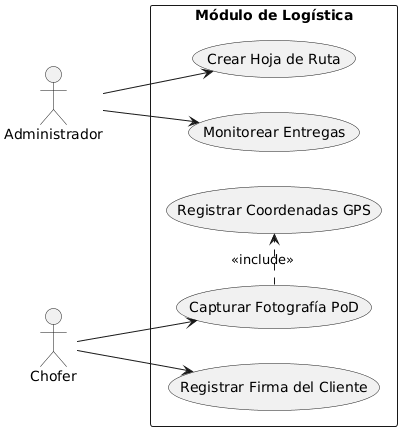 Módulo de Logística
Crear Hoja de Ruta
Administrador
Monitorear Entregas
Registrar Coordenadas GPS
«include»
Capturar Fotografía PoD
Chofer
Registrar Firma del Cliente